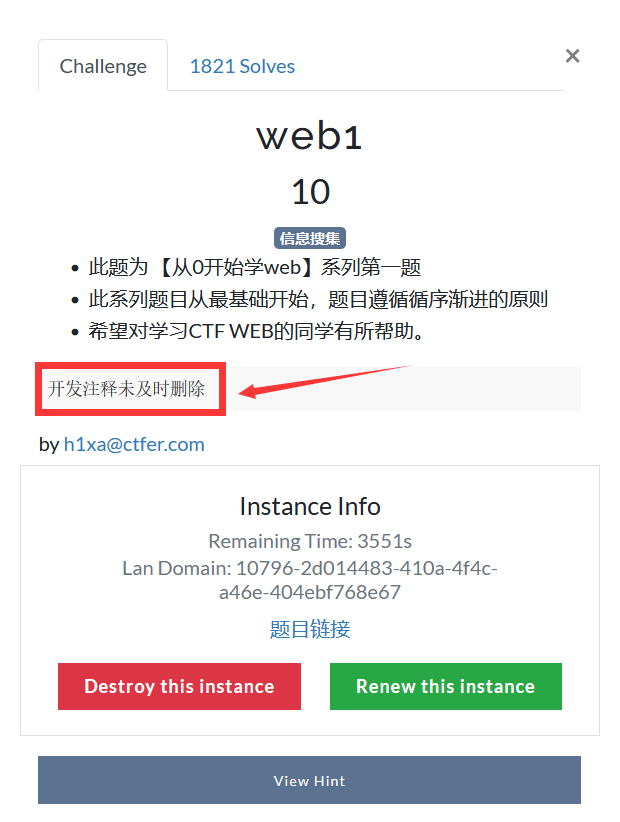 Challenge
1821 Solves
×
web1
10
信息搜集
• 此题为 【从0开始学web】系列第一题
• 此系列题目从最基础开始，题目遵循循序渐进的原则
• 希望对学习CTF WEB的同学有所帮助。
开发注释未及时删除
by h1xa@ctfer.com
Instance Info
Remaining Time: 3551s
Lan Domain: 10796-2d014483-410a-4f4c-
a46e-404ebf768e67
题目链接
Destroy this instance
Renew this instance
View Hint